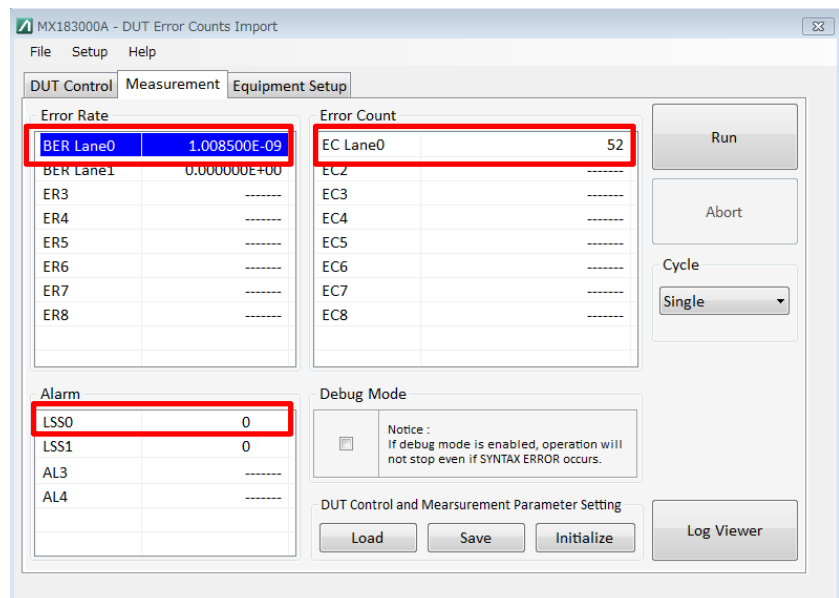 MX183000A - DUT Error Counts Import
File Setup Help
DUT Control Measurement Equipment Setup
Error Rate
BER Lane0 1.008500E-09
BER Lane1 0.000000E+00
ER3 -------
ER4 -------
ER5 -------
ER6 -------
ER7 -------
ER8 -------
Error Count
EC Lane0 52
EC2 -------
EC3 -------
EC4 -------
EC5 -------
EC6 -------
EC7 -------
EC8 -------
Run
Abort
Cycle
Single
Alarm
LSS0 0
LSS1 0
AL3 -------
AL4 -------
Debug Mode
Notice :
If debug mode is enabled, operation will
not stop even if SYNTAX ERROR occurs.
DUT Control and Mearsurement Parameter Setting
Load Save Initialize
Log Viewer